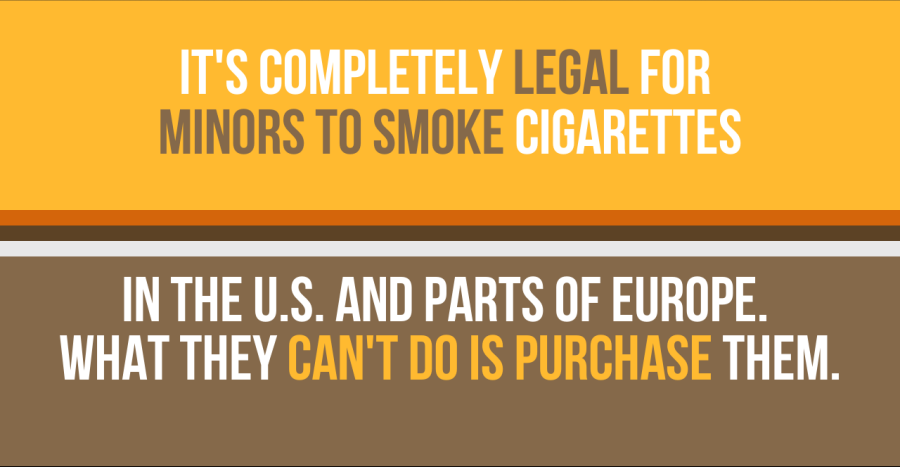 IT'S COMPLETELY LEGAL FOR
MINORS TO SMOKE CIGARETTES
IN THE U.S. AND PARTS OF EUROPE.
WHAT THEY CAN'T DO IS PURCHASE THEM.